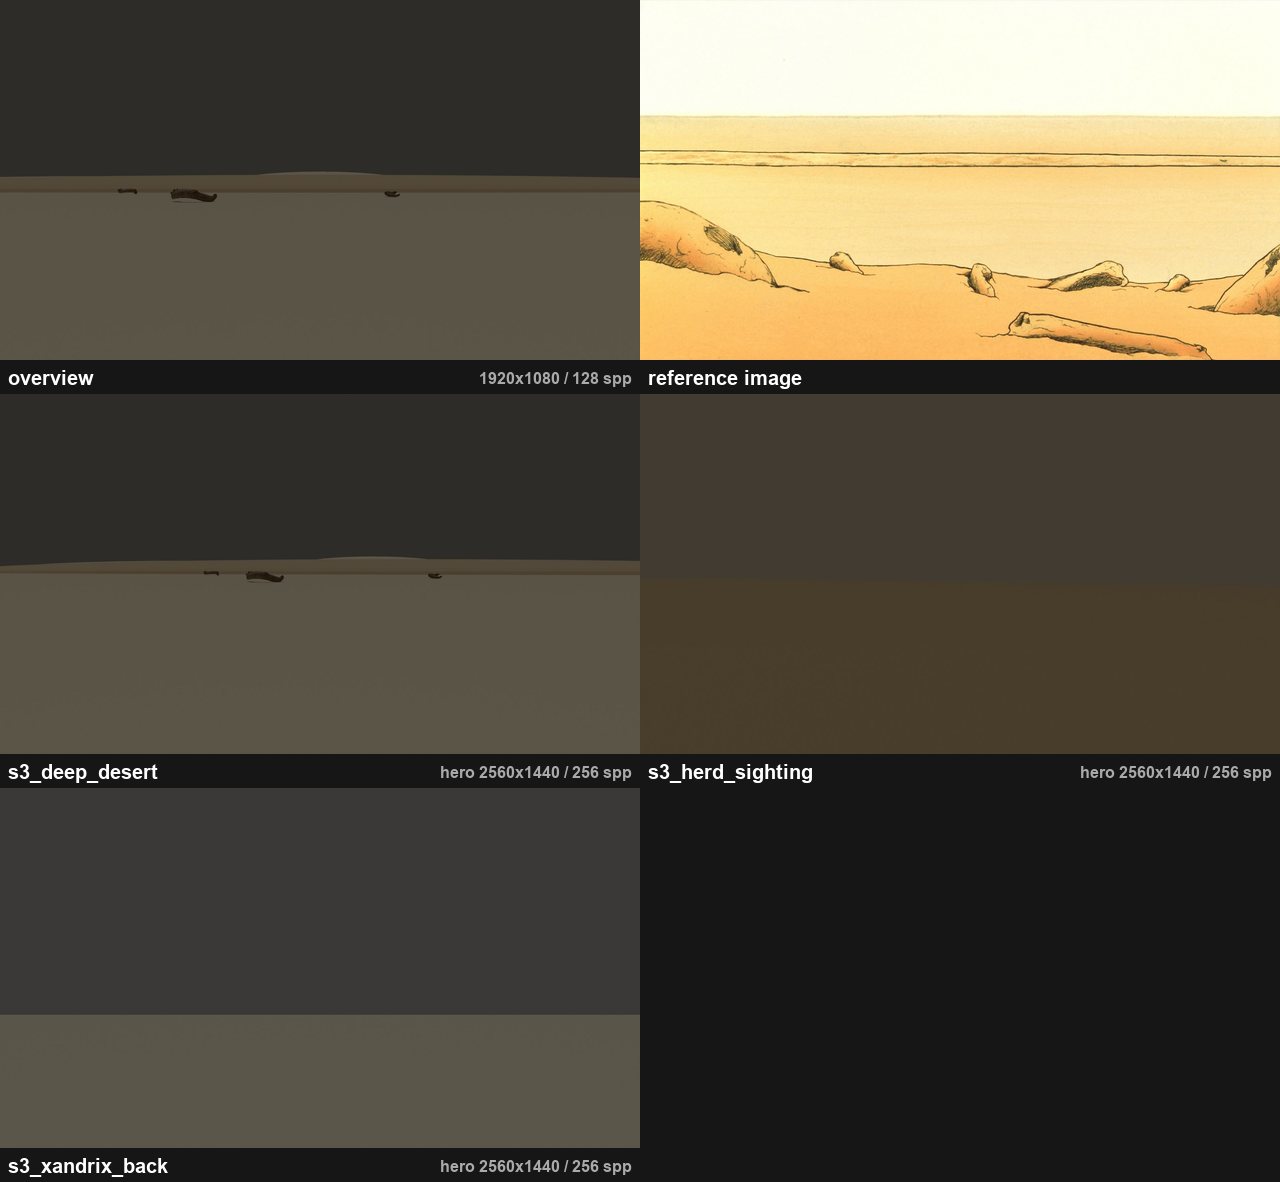 overview
1920x1080 / 128 spp
reference image
s3_deep_desert
hero 2560x1440 / 256 spp
s3_herd_sighting
hero 2560x1440 / 256 spp
s3_xandrix_back
hero 2560x1440 / 256 spp